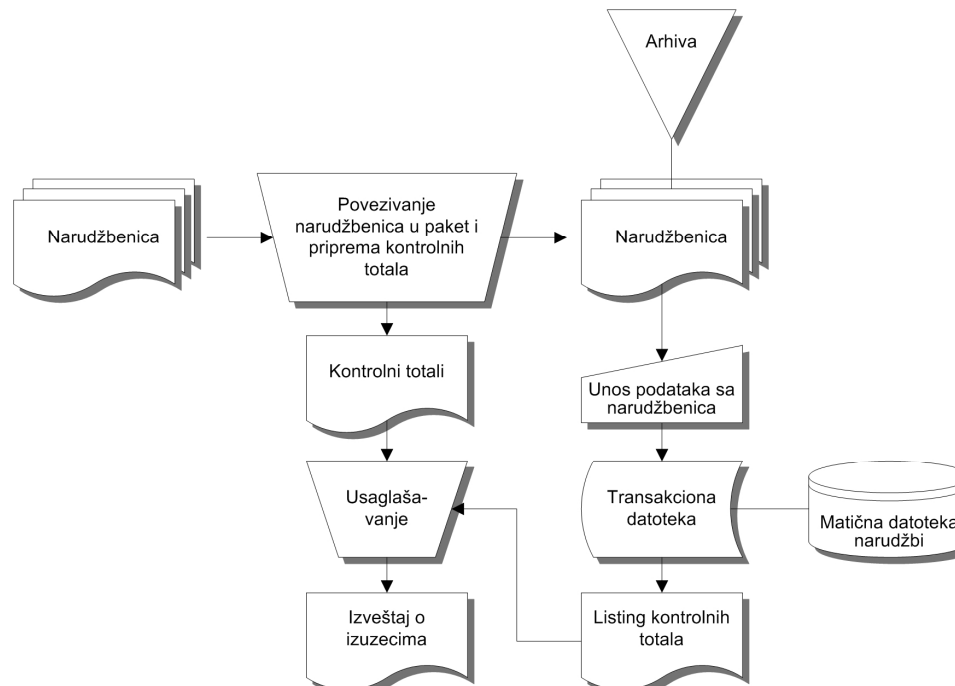 Arhiva
Narudžbenica
Povezivanje
narudžbenica u paket i
priprema kontrolnih
totala
Narudžbenica
Kontrolni totali
Unos podataka sa
narudžbenica
Usaglaša-
vanje
Transakciona
datoteka
Matična datoteka
narudžbi
Izveštaj o
izuzecima
Listing kontrolnih
totala